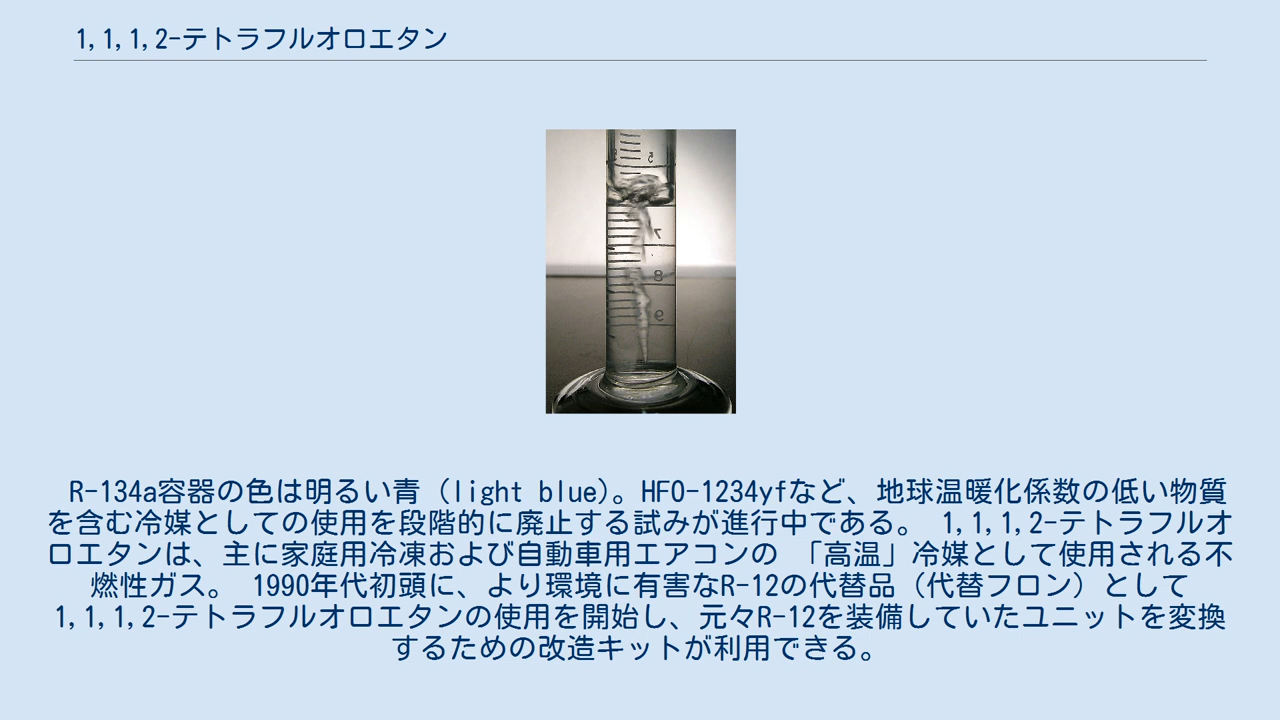 1,1,1,2-テトラフルオロエタン
5
7
8
9
R-134a容器の色は明るい青（light blue)。HFO-1234yfなど、地球温暖化係数の低い物質
を含む冷媒としての使用を段階的に廃止する試みが進行中である。 1,1,1,2-テトラフルオ
ロエタンは、主に家庭用冷凍および自動車用エアコンの 「高温」冷媒として使用される不
燃性ガス。 1990年代初頭に、より環境に有害なR-12の代替品（代替フロン）として
1,1,1,2-テトラフルオロエタンの使用を開始し、元々R-12を装備していたユニットを変換
するための改造キットが利用できる。